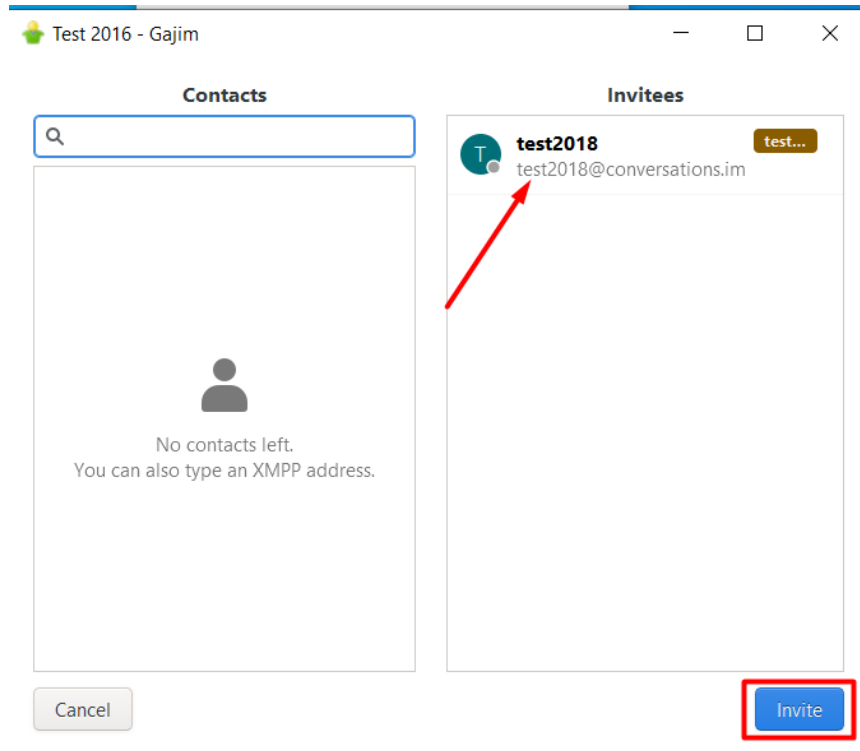 Test 2016 - Gajim
Contacts
Invitees
T
test2018
test...
test2018@conversations.im
No contacts left.
You can also type an XMPP address.
Cancel
Invite